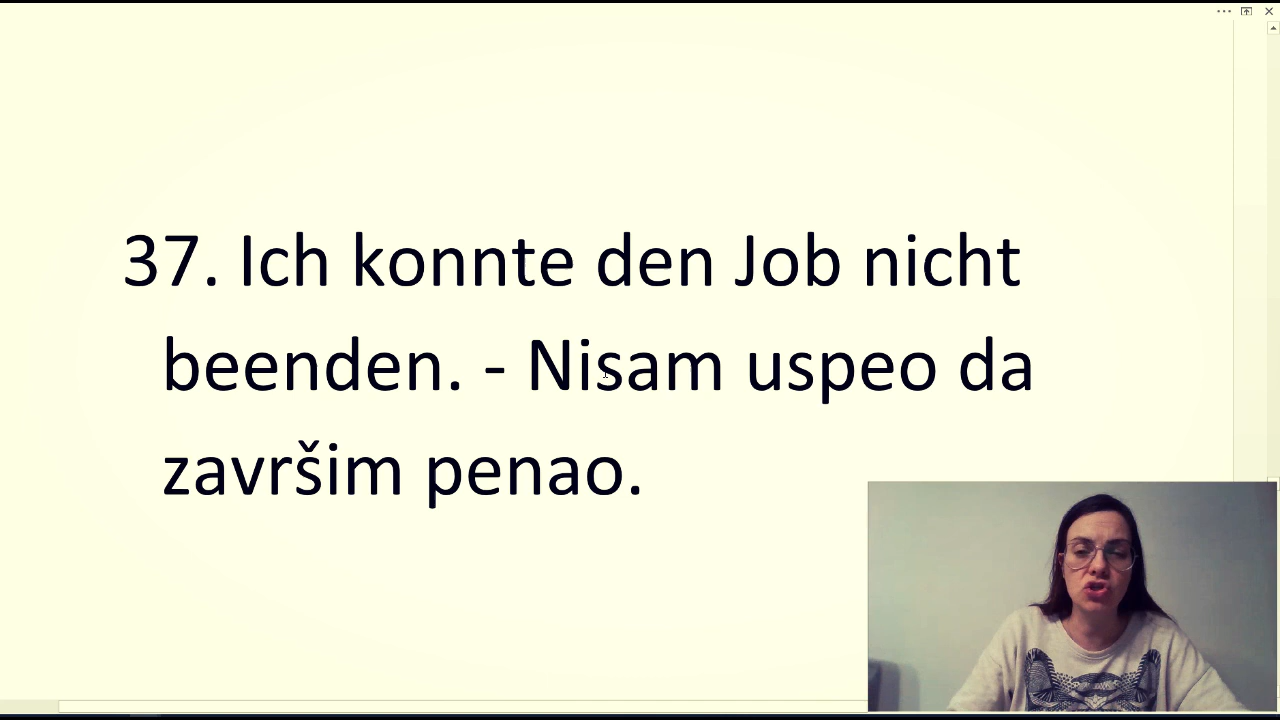 37. Ich konnte den Job nicht
beenden. - Nisam uspeo da
završim penao.